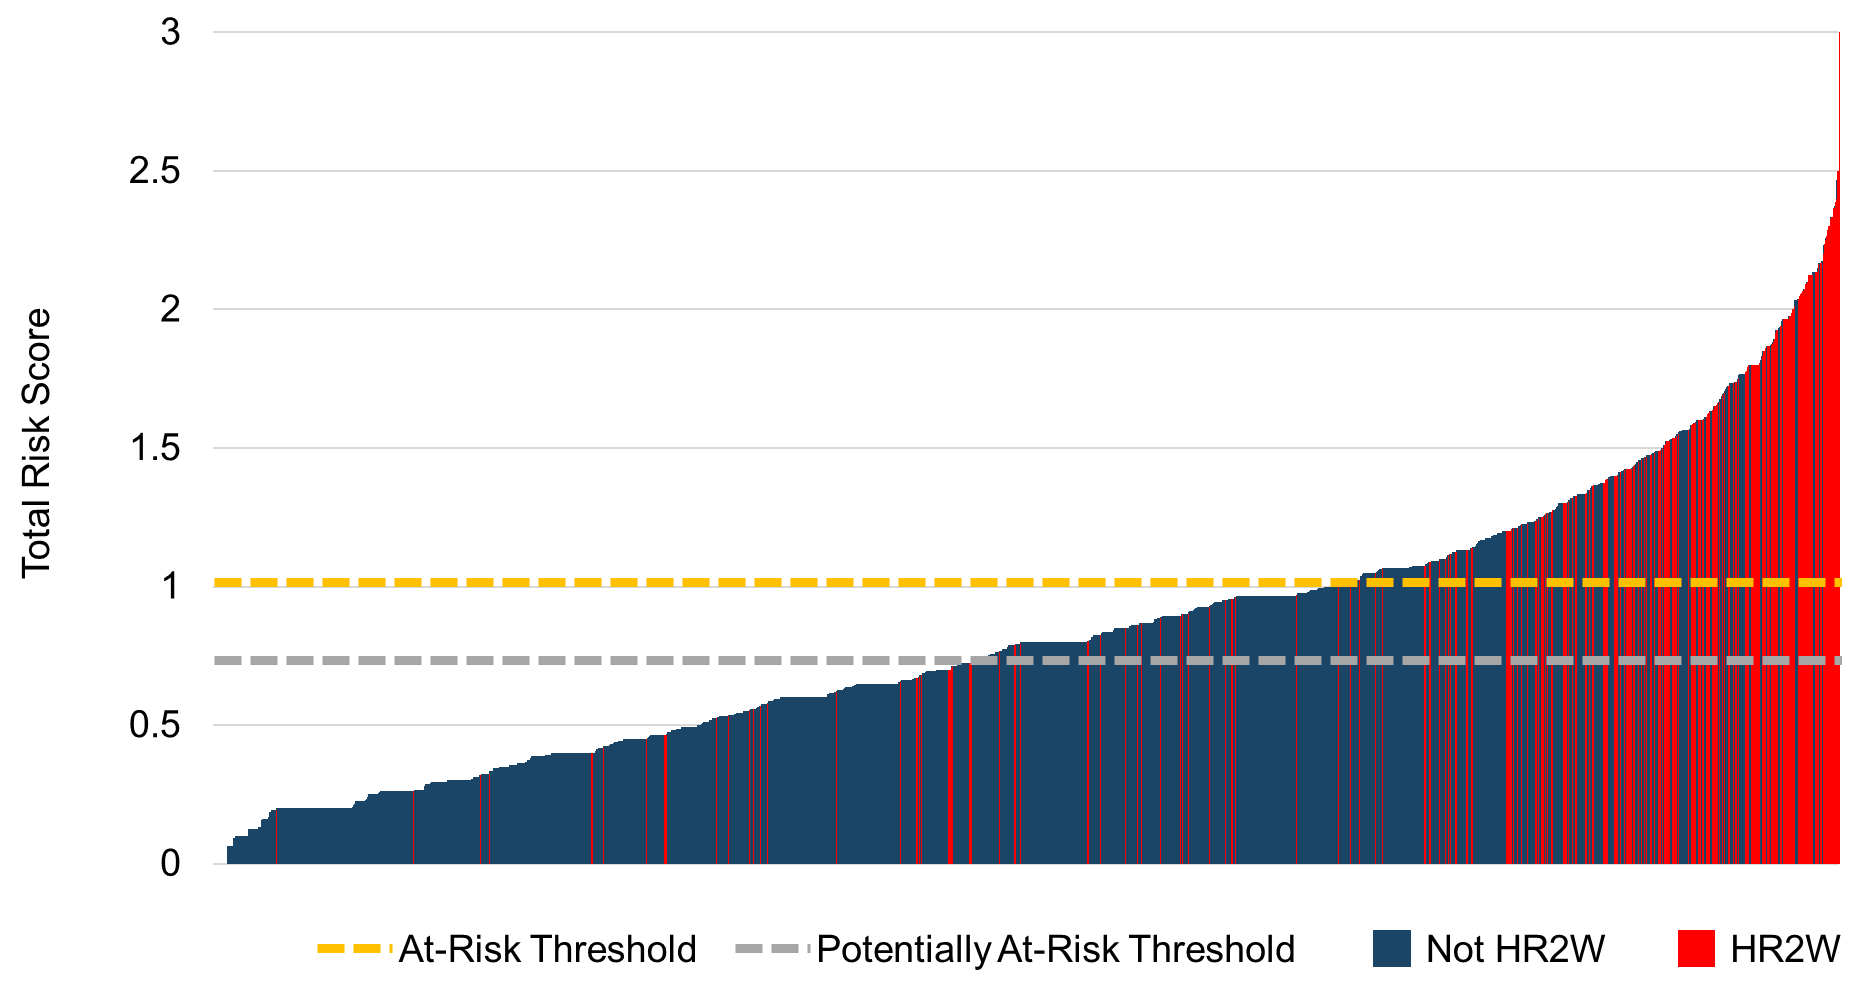 3
2.5
2
1.5
1
0.5
0
Total Risk Score
At-Risk Threshold
Potentially At-Risk Threshold
Not HR2W
HR2W